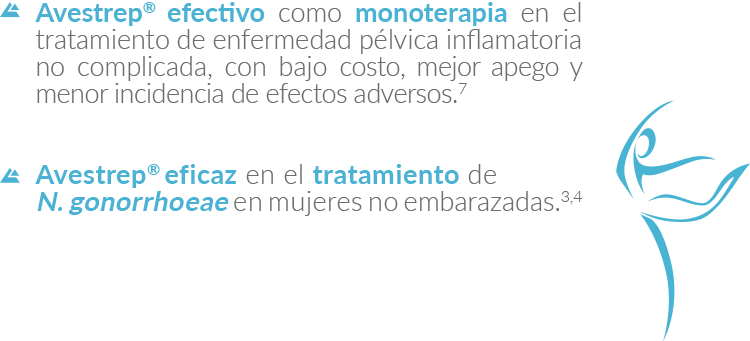 Avestrep® efectivo como monoterapia en el
tratamiento de enfermedad pélvica inflamatoria
no complicada, con bajo costo, mejor apego y
menor incidencia de efectos adversos.7
Avestrep® eficaz en el tratamiento de
N. gonorrhoeae en mujeres no embarazadas.3,4